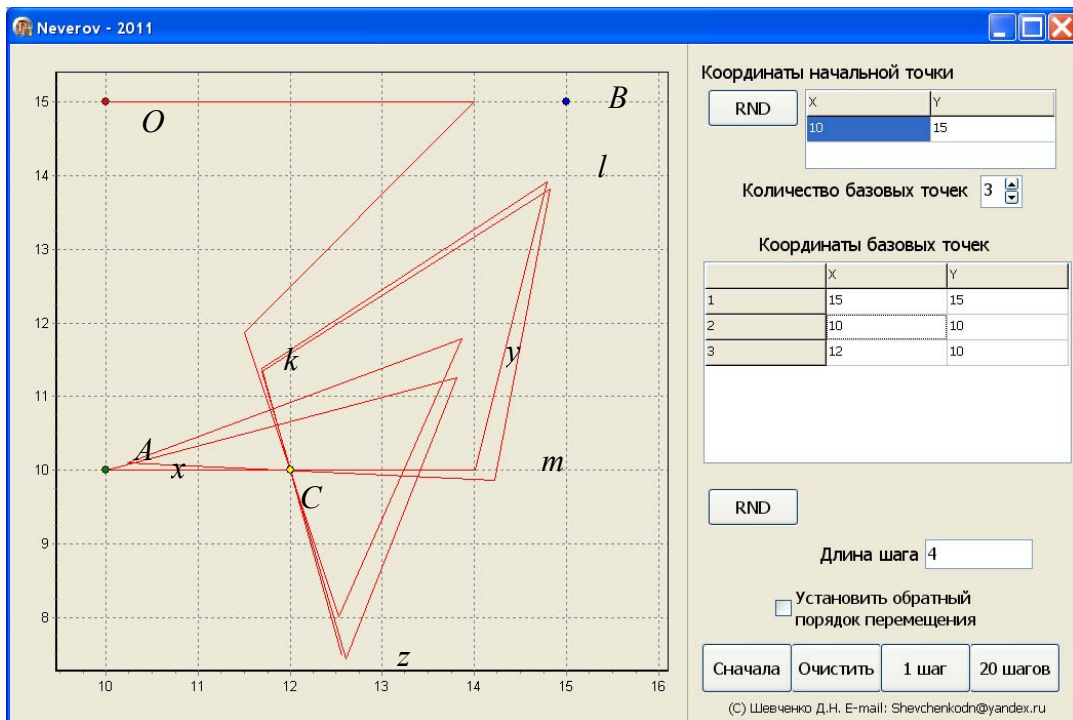 Neverov - 2011
15
14
13
12
11
10
9
8
10
11
12
13
14
15
16
O
B
l
k
y
A
x
m
C
z
Координаты начальной точки
RND
X Y
10 15
Количество базовых точек 3
Координаты базовых точек
X Y
1 15 15
2 10 10
3 12 10
RND
Длина шага 4
Установить обратный
порядок перемещения
Сначала Очистить 1 шаг 20 шагов
(C) Шевченко Д.Н. E-mail: Shevchenkodn@yandex.ru